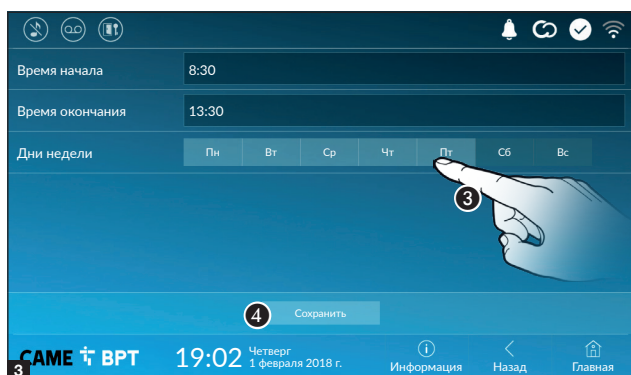 Время начала 8:30
Время окончания 13:30
Дни недели Пн Вт Ср Чт Пт Сб Вс
3
4 Сохранить
CAME BPT 19:02 Четверг
1 февраля 2018 г.
Информация Назад Главная
3